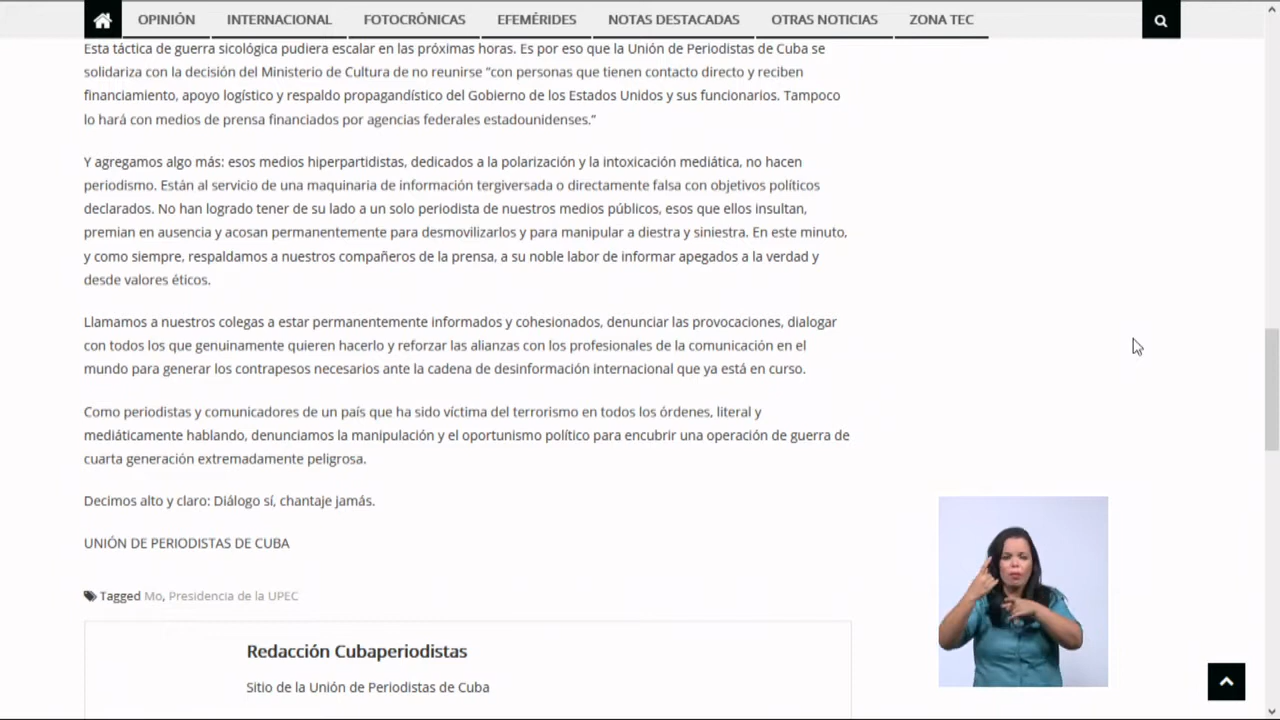 OPINIÓN INTERNACIONAL FOTOCRÓNICAS EFEMÉRIDES NOTAS DESTACADAS OTRAS NOTICIAS ZONA TEC
Esta táctica de guerra sicológica pudiera escalar en las próximas horas. Es por eso que la Unión de Periodistas de Cuba se
solidariza con la decisión del Ministerio de Cultura de no reunirse “con personas que tienen contacto directo y reciben
financiamiento, apoyo logístico y respaldo propagandístico del Gobierno de los Estados Unidos y sus funcionarios. Tampoco
lo hará con medios de prensa financiados por agencias federales estadounidenses.”
Y agregamos algo más: esos medios hiperpartidistas, dedicados a la polarización y la intoxicación mediática, no hacen
periodismo. Están al servicio de una maquinaria de información tergiversada o directamente falsa con objetivos políticos
declarados. No han logrado tener de su lado a un solo periodista de nuestros medios públicos, esos que ellos insultan,
premian en ausencia y acosan permanentemente para desmovilizarlos y para manipular a diestra y siniestra. En este minuto,
y como siempre, respaldamos a nuestros compañeros de la prensa, a su noble labor de informar apegados a la verdad y
desde valores éticos.
Llamamos a nuestros colegas a estar permanentemente informados y cohesionados, denunciar las provocaciones, dialogar
con todos los que genuinamente quieren hacerlo y reforzar las alianzas con los profesionales de la comunicación en el
mundo para generar los contrapesos necesarios ante la cadena de desinformación internacional que ya está en curso.
Como periodistas y comunicadores de un país que ha sido víctima del terrorismo en todos los órdenes, literal y
mediáticamente hablando, denunciamos la manipulación y el oportunismo político para encubrir una operación de guerra de
cuarta generación extremadamente peligrosa.
Decimos alto y claro: Diálogo sí, chantaje jamás.
UNIÓN DE PERIODISTAS DE CUBA
Tagged Mo, Presidencia de la UPEC
Redacción Cubaperiodistas
Sitio de la Unión de Periodistas de Cuba